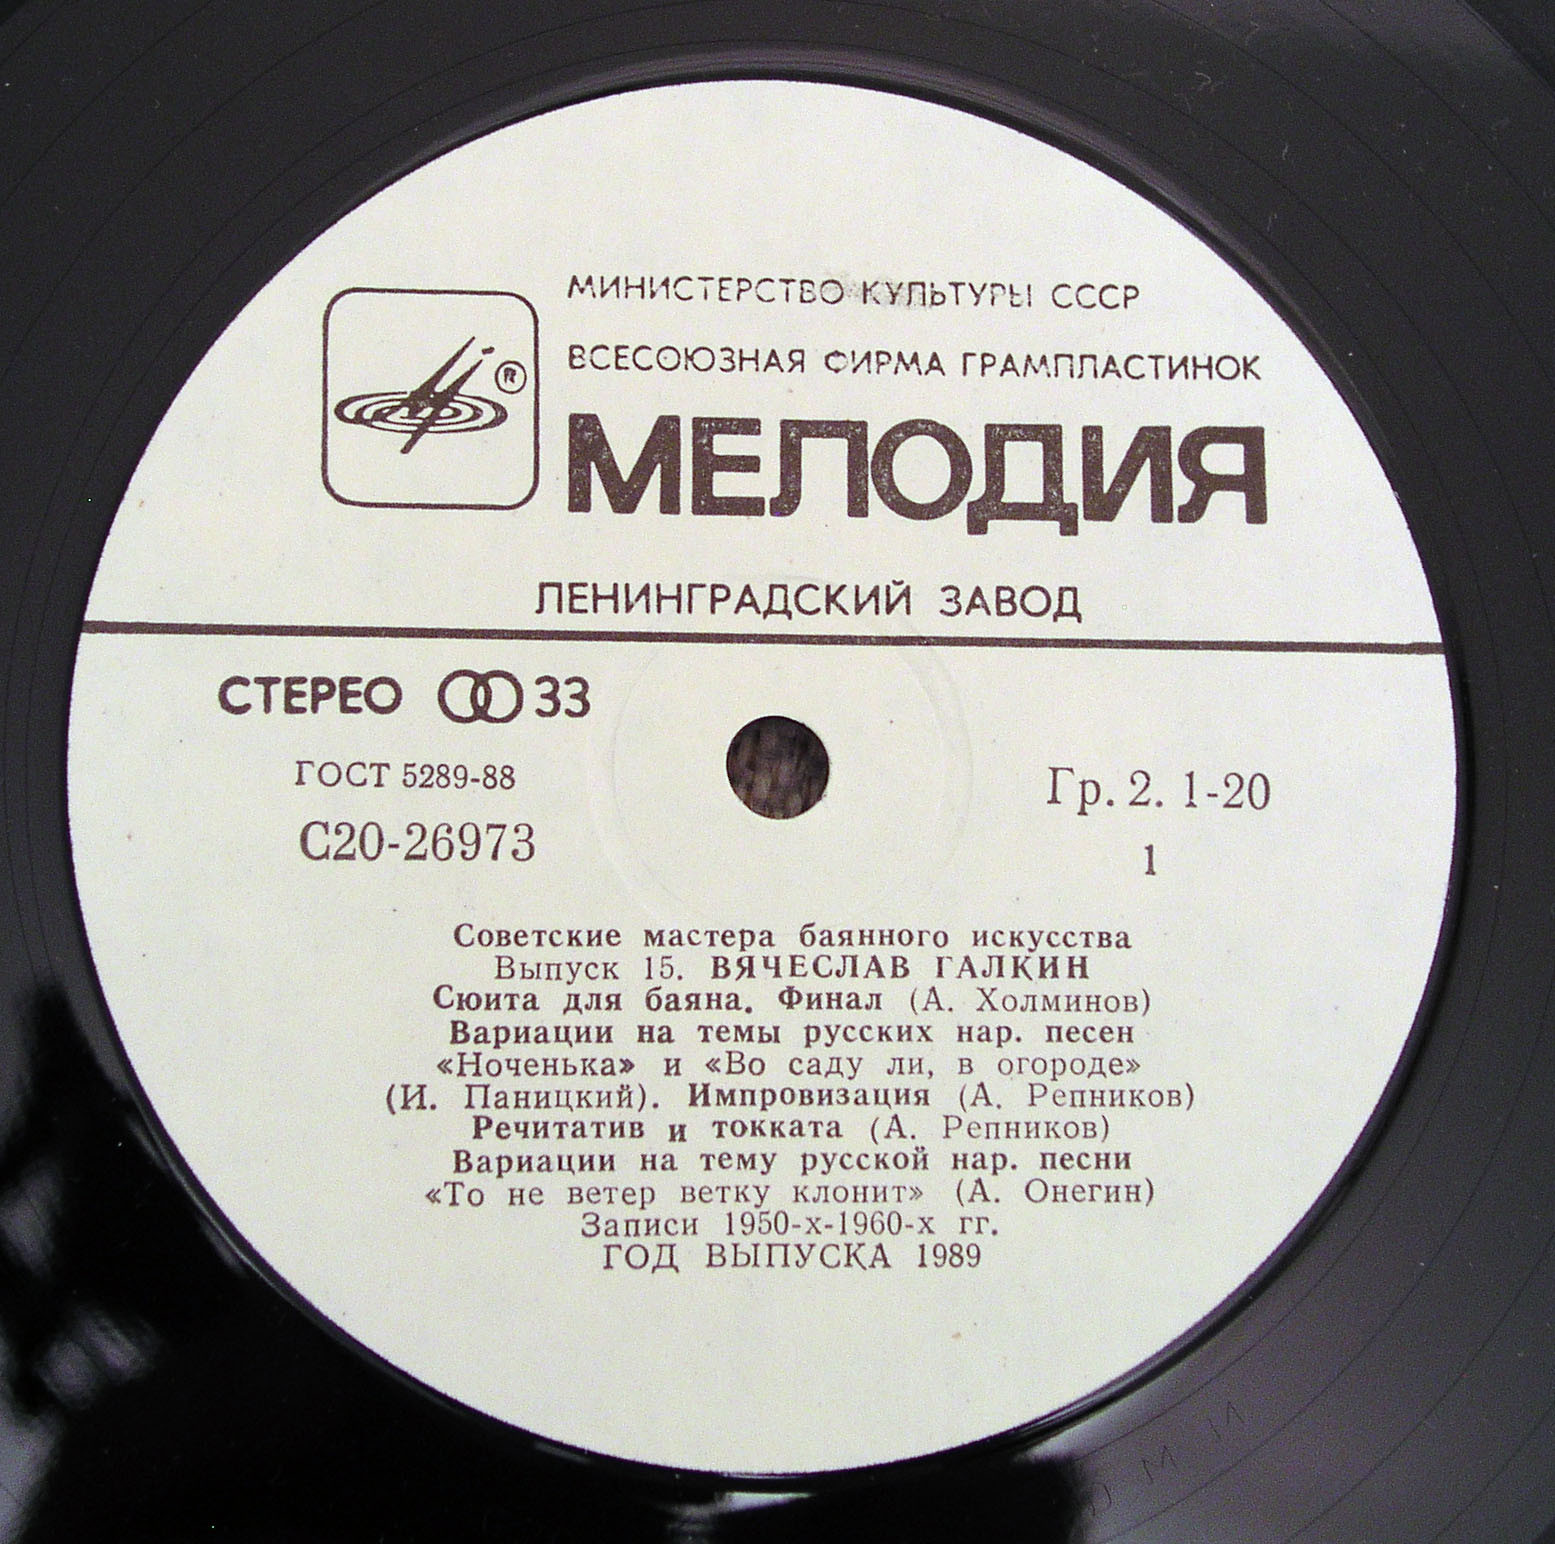 МИНИСТЕРСТВО КУЛЬТУРЫ СССР
ВСЕСОЮЗНАЯ ФИРМА ГРАМПЛАСТИНОК
®
МЕЛОДИЯ
ЛЕНИНГРАДСКИЙ ЗАВОД
СТЕРЕО 33
ГОСТ 5289-88
Гр. 2. 1-20
С20-26973
1
Советские мастера баянного искусства
Выпуск 15. ВЯЧЕСЛАВ ГАЛКИН
Сюита для баяна. Финал (А. Холминов)
Вариации на темы русских нар. песен
«Ноченька» и «Во саду ли, в огороде»
(И. Паницкий). Импровизация (А. Репников)
Речитатив и токката (А. Репников)
Вариации на тему русской нар. песни
«То не ветер ветку клонит» (А. Онегин)
Записи 1950-х-1960-х гг.
ГОД ВЫПУСКА 1989